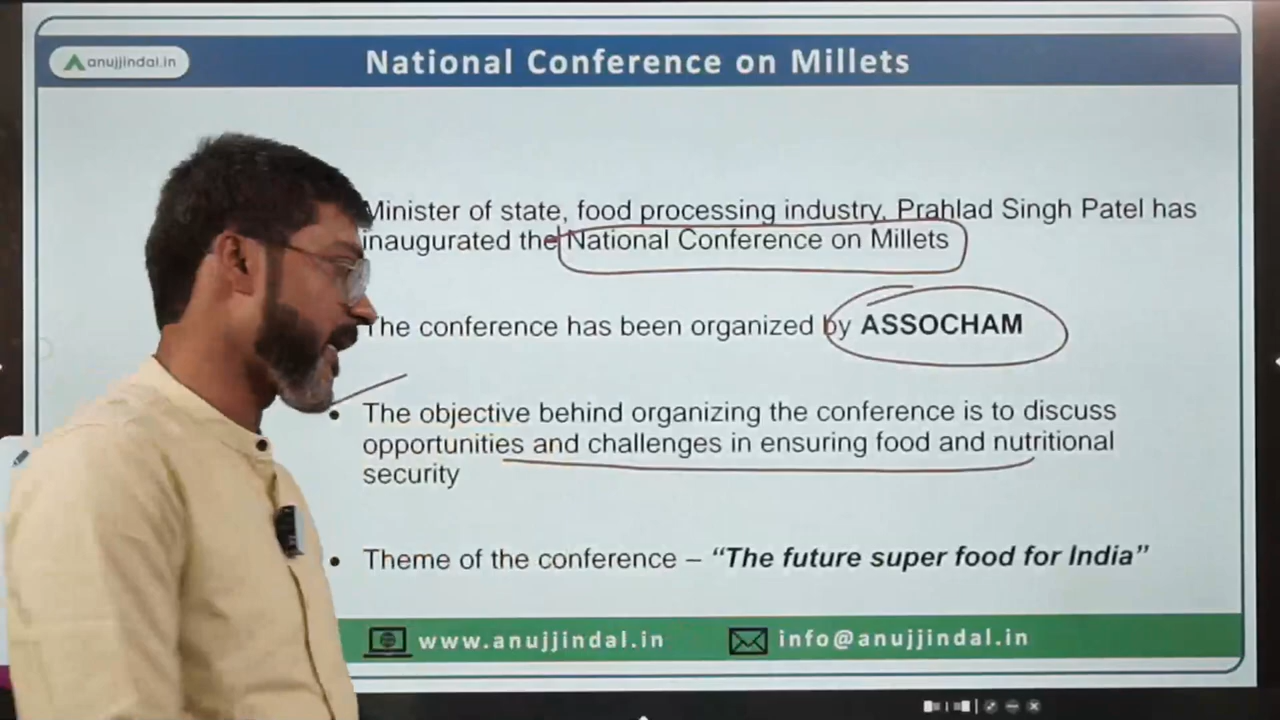 anujjindal.in
National Conference on Millets
Minister of state, food processing industry, Prahlad Singh Patel has
inaugurated the National Conference on Millets
The conference has been organized by ASSOCHAM
• The objective behind organizing the conference is to discuss
opportunities and challenges in ensuring food and nutritional
security
• Theme of the conference – “The future super food for India”
www.anujjindal.in
info@anujjindal.in